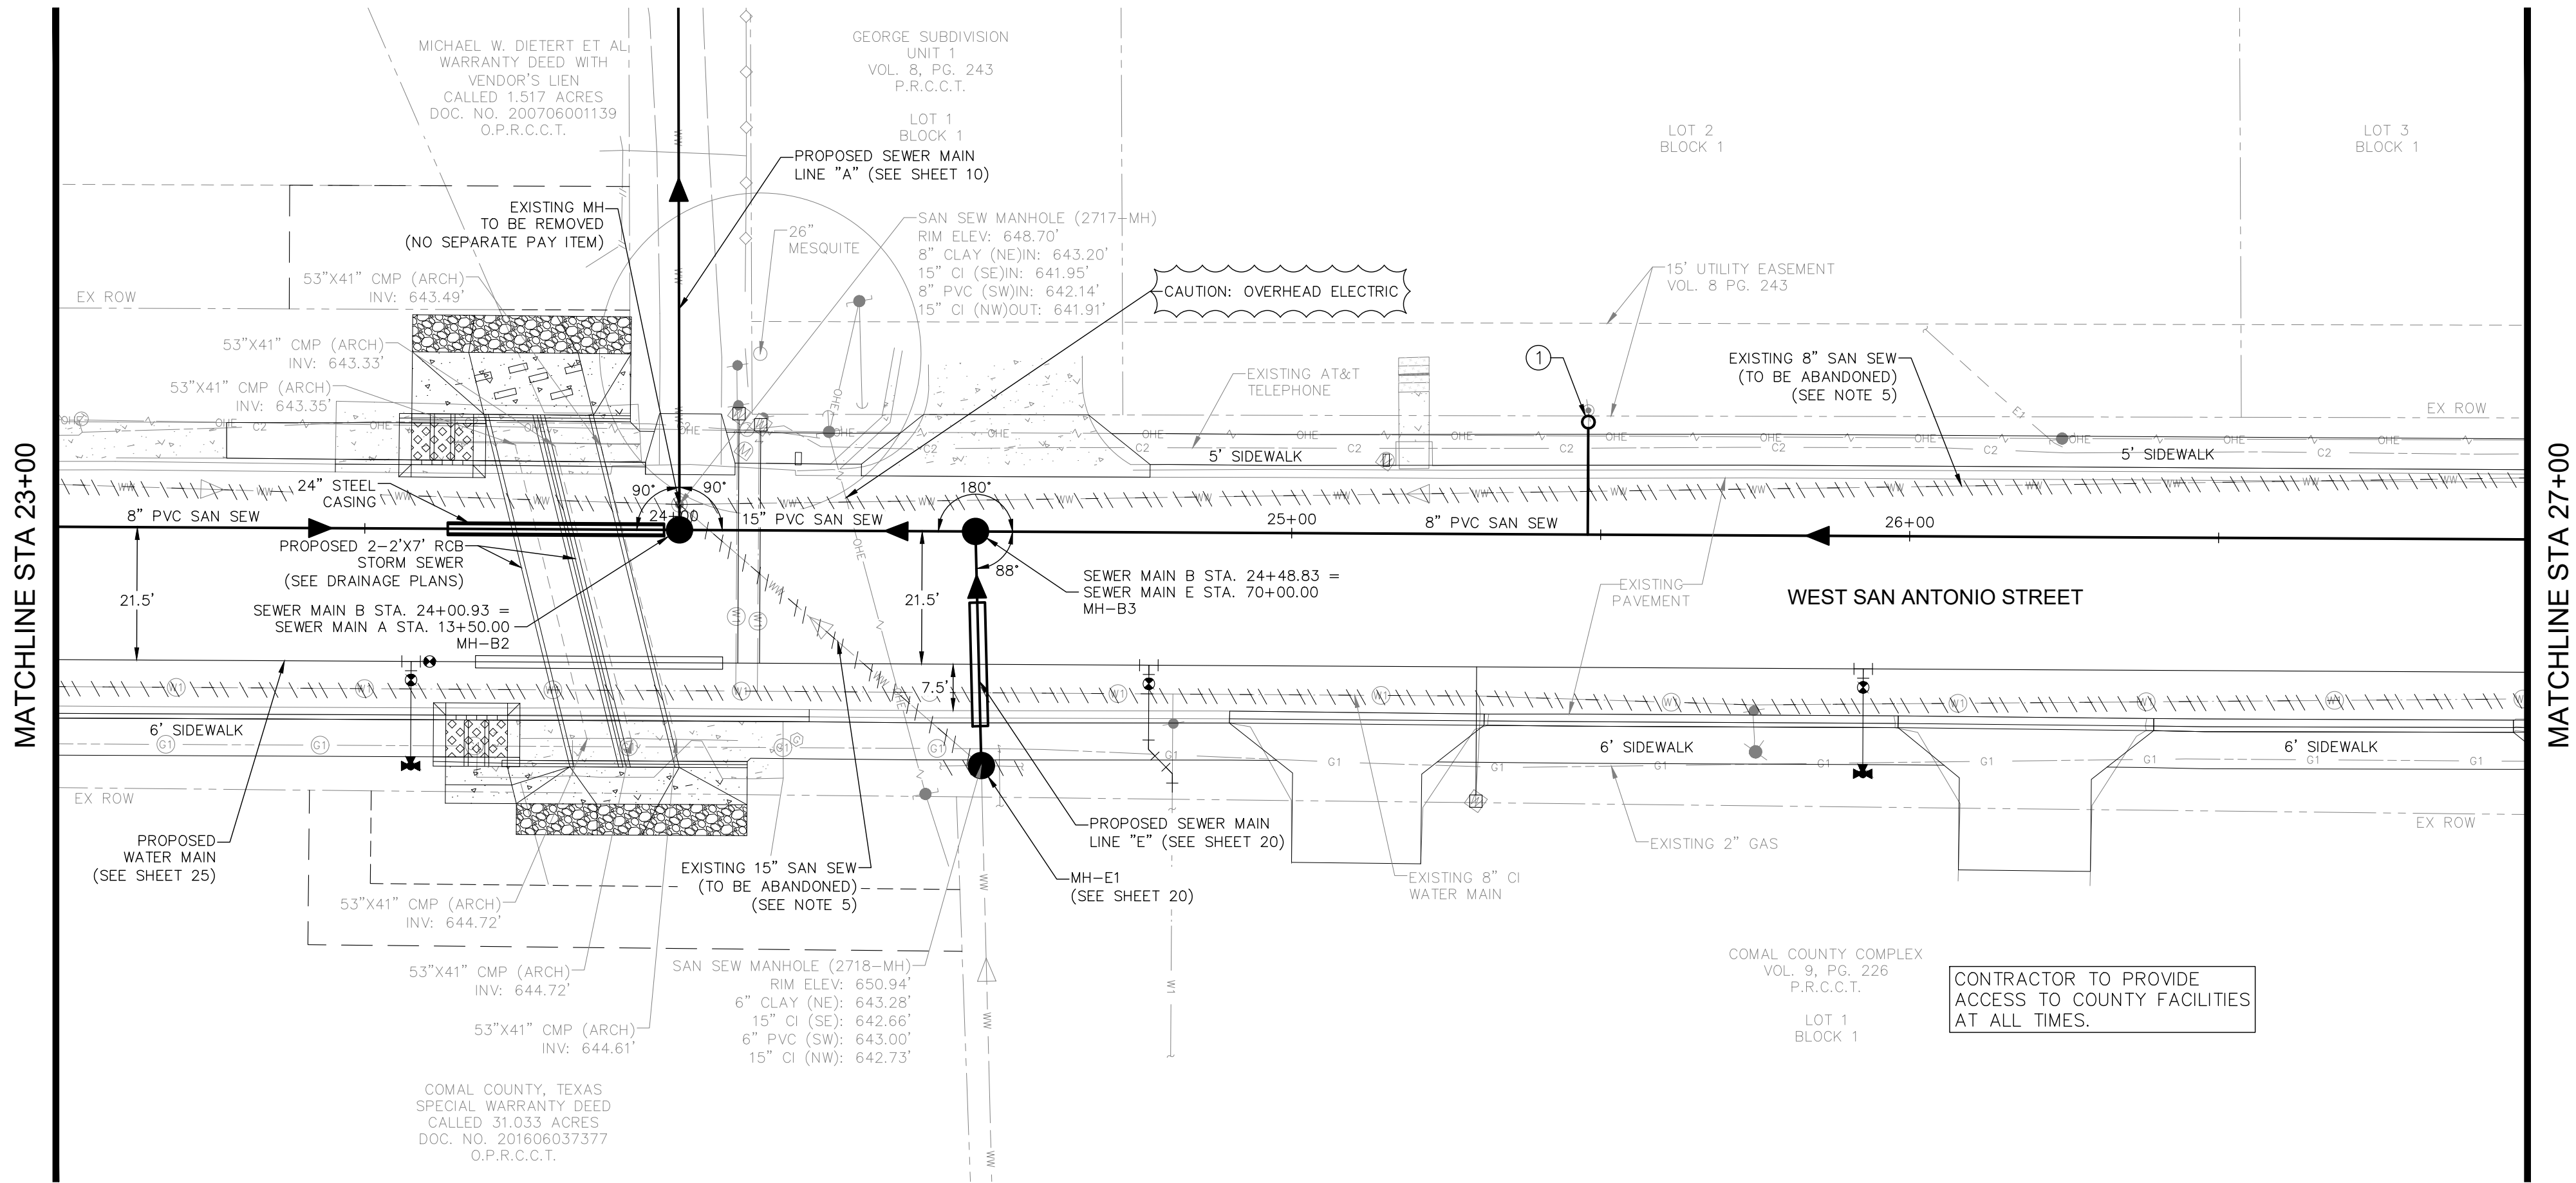 MICHAEL W. DIETERT ET AL
WARRANTY DEED WITH
VENDOR'S LIEN
CALLED 1.517 ACRES
DOC. NO. 200706001139
O.P.R.C.C.T.
GEORGE SUBDIVISION
UNIT 1
VOL. 8, PG. 243
P.R.C.C.T.
LOT 1
BLOCK 1
LOT 2
BLOCK 1
LOT 3
BLOCK 1
PROPOSED SEWER MAIN
LINE "A" (SEE SHEET 10)
EXISTING MH
TO BE REMOVED
(NO SEPARATE PAY ITEM)
26"
MESQUITE
SAN SEW MANHOLE (2717-MH)
RIM ELEV: 648.70'
8" CLAY (NE)IN: 643.20'
15" CI (SE)IN: 641.95'
8" PVC (SW)IN: 642.14'
15" CI (NW)OUT: 641.91'
CAUTION: OVERHEAD ELECTRIC
15' UTILITY EASEMENT
VOL. 8 PG. 243
53"X41" CMP (ARCH)
INV: 643.49'
EX ROW
53"X41" CMP (ARCH)
INV: 643.33'
53"X41" CMP (ARCH)
INV: 643.35'
EXISTING AT&T
TELEPHONE
1
EXISTING 8" SAN SEW
(TO BE ABANDONED)
(SEE NOTE 5)
EX ROW
E1
OHE
C2
5' SIDEWALK
5' SIDEWALK
24" STEEL
CASING
90°
90°
180°
24+00
8" PVC SAN SEW
15" PVC SAN SEW
25+00
8" PVC SAN SEW
26+00
MATCHLINE STA 23+00
MATCHLINE STA 27+00
PROPOSED 2-2'X7' RCB
STORM SEWER
(SEE DRAINAGE PLANS)
88°
SEWER MAIN B STA. 24+48.83 =
SEWER MAIN E STA. 70+00.00
MH-B3
EXISTING
PAVEMENT
WEST SAN ANTONIO STREET
21.5'
21.5'
SEWER MAIN B STA. 24+00.93 =
SEWER MAIN A STA. 13+50.00
MH-B2
7.5'
W1
WW
6' SIDEWALK
G1
6' SIDEWALK
6' SIDEWALK
EX ROW
EX ROW
PROPOSED
WATER MAIN
(SEE SHEET 25)
PROPOSED SEWER MAIN
LINE "E" (SEE SHEET 20)
EXISTING 2" GAS
EXISTING 15" SAN SEW
(TO BE ABANDONED)
(SEE NOTE 5)
MH-E1
(SEE SHEET 20)
EXISTING 8" CI
WATER MAIN
53"X41" CMP (ARCH)
INV: 644.72'
53"X41" CMP (ARCH)
INV: 644.72'
53"X41" CMP (ARCH)
INV: 644.61'
SAN SEW MANHOLE (2718-MH)
RIM ELEV: 650.94'
6" CLAY (NE): 643.28'
15" CI (SE): 642.66'
6" PVC (SW): 643.00'
15" CI (NW): 642.73'
COMAL COUNTY COMPLEX
VOL. 9, PG. 226
P.R.C.C.T.
LOT 1
BLOCK 1
CONTRACTOR TO PROVIDE
ACCESS TO COUNTY FACILITIES
AT ALL TIMES.
COMAL COUNTY, TEXAS
SPECIAL WARRANTY DEED
CALLED 31.033 ACRES
DOC. NO. 201606037377
O.P.R.C.C.T.